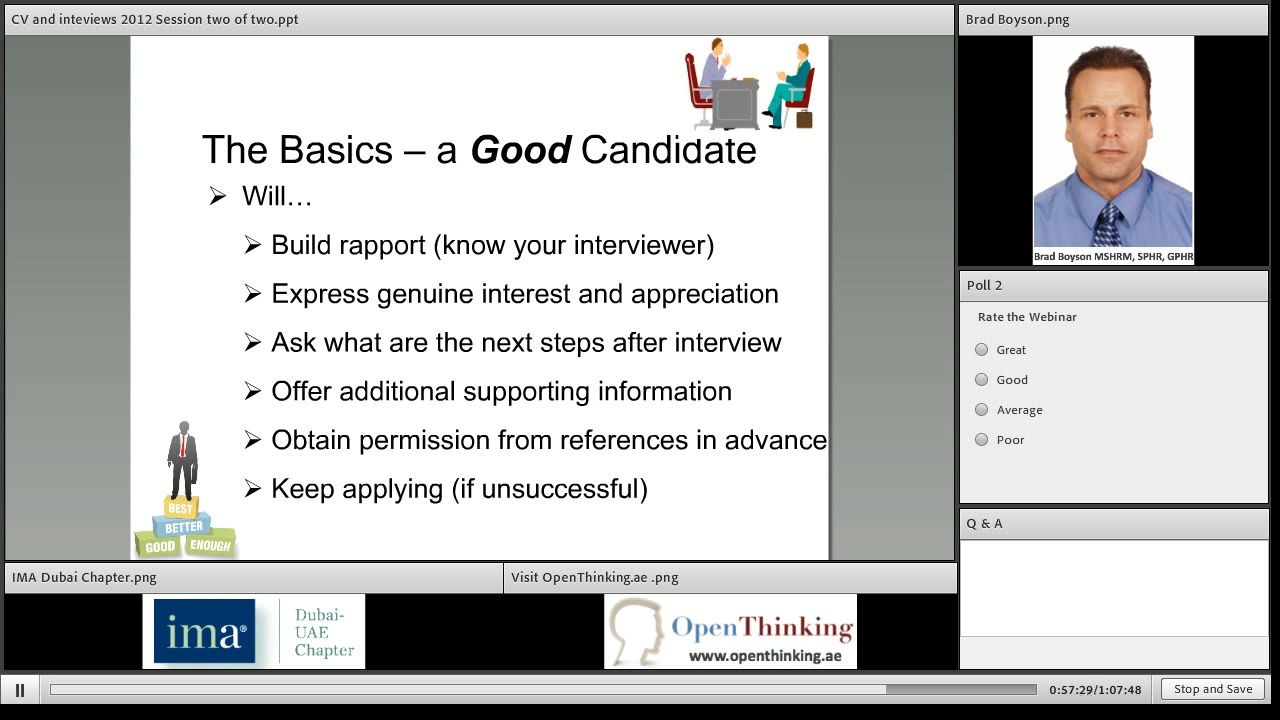 CV and inteviews 2012 Session two of two.ppt
The Basics – a Good Candidate
Will…
Build rapport (know your interviewer)
Express genuine interest and appreciation
Ask what are the next steps after interview
Offer additional supporting information
Obtain permission from references in advance
Keep applying (if unsuccessful)
BEST
BETTER
GOOD ENOUGH
Brad Boyson.png
Brad Boyson MSHRM, SPHR, GPHR
Poll 2
Rate the Webinar
Great
Good
Average
Poor
Q & A
IMA Dubai Chapter.png
ima®
Dubai-
UAE
Chapter
Visit OpenThinking.ae .png
OpenThinking
www.openthinking.ae
0:57:29/1:07:48
Stop and Save